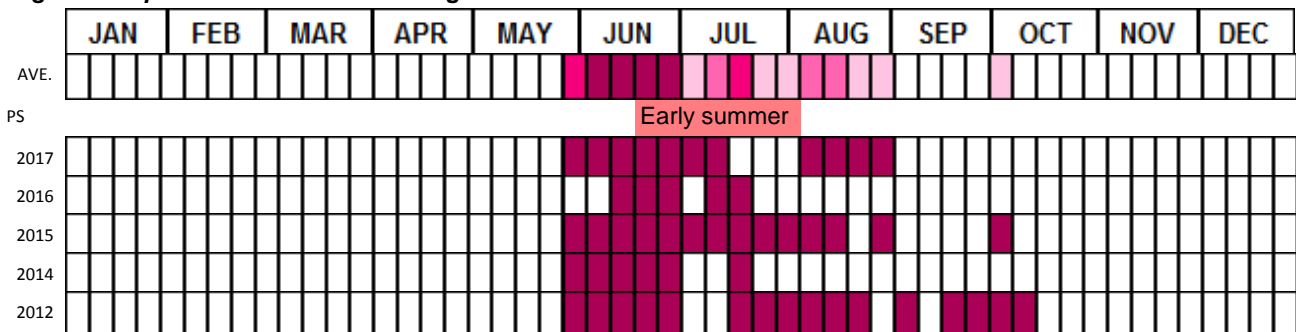 JAN FEB MAR APR MAY JUN JUL AUG SEP OCT NOV DEC
AVE.
PS Early summer
2017
2016
2015
2014
2012